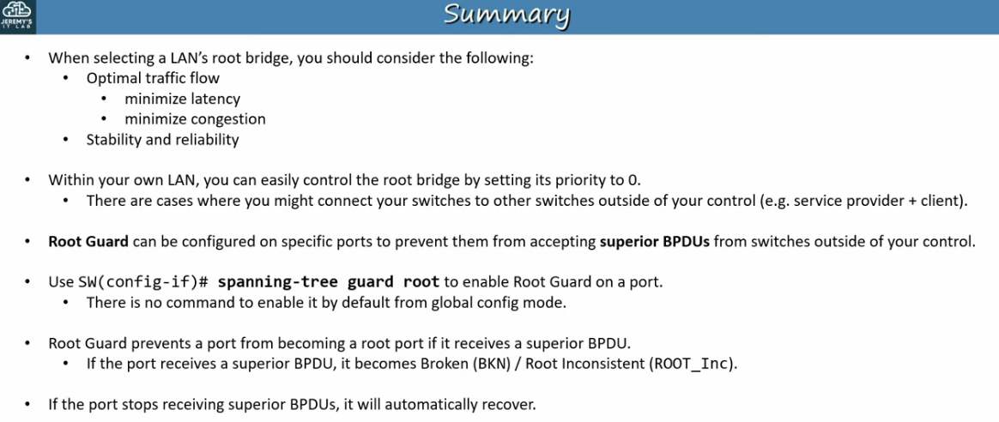 JEREMY'S
IT LAB
Summary
• When selecting a LAN's root bridge, you should consider the following:
• Optimal traffic flow
• minimize latency
• minimize congestion
• Stability and reliability
• Within your own LAN, you can easily control the root bridge by setting its priority to 0.
• There are cases where you might connect your switches to other switches outside of your control (e.g. service provider + client).
• Root Guard can be configured on specific ports to prevent them from accepting superior BPDUs from switches outside of your control.
• Use SW(config-if)# spanning-tree guard root to enable Root Guard on a port.
• There is no command to enable it by default from global config mode.
• Root Guard prevents a port from becoming a root port if it receives a superior BPDU.
• If the port receives a superior BPDU, it becomes Broken (BKN) / Root Inconsistent (ROOT_Inc).
• If the port stops receiving superior BPDUs, it will automatically recover.